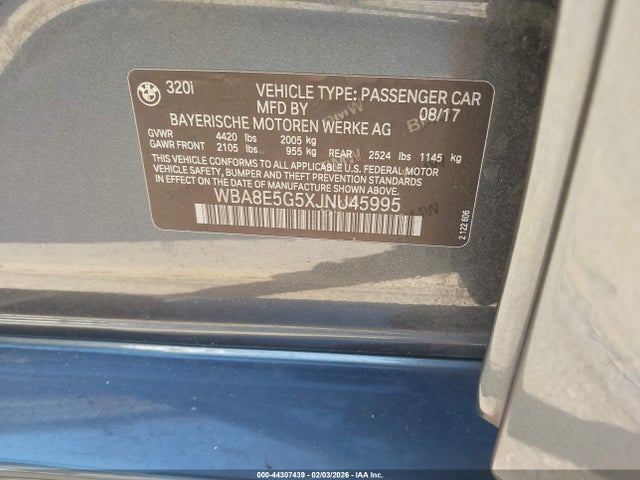 320i VEHICLE TYPE: PASSENGER CAR
MFD BY 08/17
BAYERISCHE MOTOREN WERKE AG
GVWR 4420 lbs 2005 kg
GAWR FRONT 2105 lbs 955 kg REAR 2524 lbs 1145 kg
THIS VEHICLE CONFORMS TO ALL APPLICABLE U.S. FEDERAL MOTOR
VEHICLE SAFETY, BUMPER, AND THEFT PREVENTION STANDARDS
IN EFFECT ON THE DATE OF MANUFACTURE SHOWN ABOVE.
WBA8E5G5XJNU45995
2 122 606
000-44307439 - 02/03/2026 - IAA Inc.